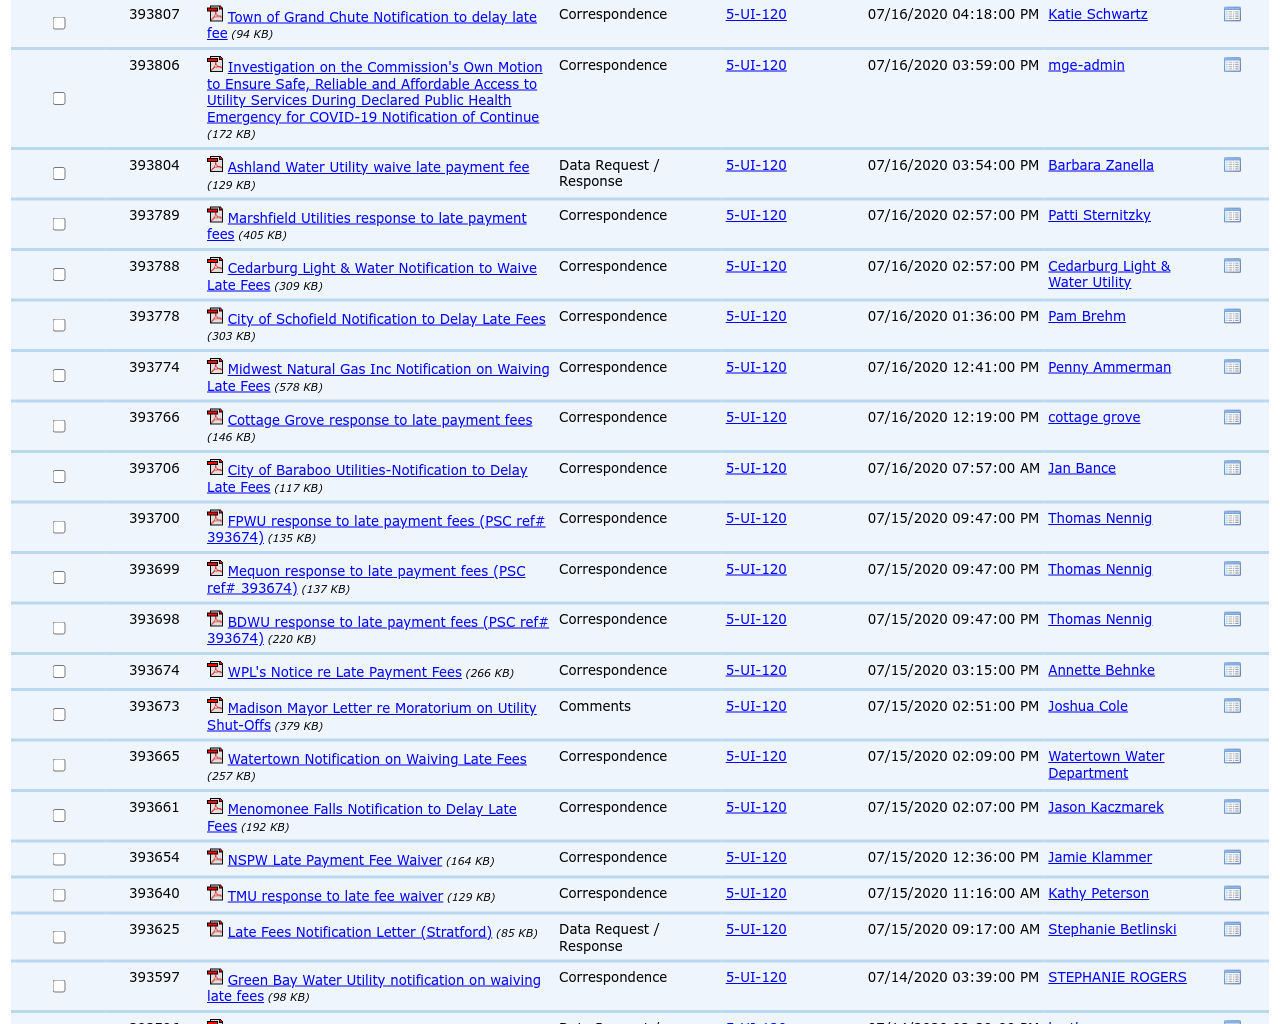 393807 Town of Grand Chute Notification to delay late Correspondence 5-UI-120 07/16/2020 04:18:00 PM Katie Schwartz
fee (94 KB)
393806 Investigation on the Commission's Own Motion Correspondence 5-UI-120 07/16/2020 03:59:00 PM mge-admin
to Ensure Safe, Reliable and Affordable Access to
Utility Services During Declared Public Health
Emergency for COVID-19 Notification of Continue
(172 KB)
393804 Ashland Water Utility waive late payment fee Data Request / 5-UI-120 07/16/2020 03:54:00 PM Barbara Zanella
(129 KB) Response
393789 Marshfield Utilities response to late payment Correspondence 5-UI-120 07/16/2020 02:57:00 PM Patti Sternitzky
fees (405 KB)
393788 Cedarburg Light & Water Notification to Waive Correspondence 5-UI-120 07/16/2020 02:57:00 PM Cedarburg Light &
Late Fees (309 KB) Water Utility
393778 City of Schofield Notification to Delay Late Fees Correspondence 5-UI-120 07/16/2020 01:36:00 PM Pam Brehm
(303 KB)
393774 Midwest Natural Gas Inc Notification on Waiving Correspondence 5-UI-120 07/16/2020 12:41:00 PM Penny Ammerman
Late Fees (578 KB)
393766 Cottage Grove response to late payment fees Correspondence 5-UI-120 07/16/2020 12:19:00 PM cottage grove
(146 KB)
393706 City of Baraboo Utilities-Notification to Delay Correspondence 5-UI-120 07/16/2020 07:57:00 AM Jan Bance
Late Fees (117 KB)
393700 FPWU response to late payment fees (PSC ref# Correspondence 5-UI-120 07/15/2020 09:47:00 PM Thomas Nennig
393674) (135 KB)
393699 Mequon response to late payment fees (PSC Correspondence 5-UI-120 07/15/2020 09:47:00 PM Thomas Nennig
ref# 393674) (137 KB)
393698 BDWU response to late payment fees (PSC ref# Correspondence 5-UI-120 07/15/2020 09:47:00 PM Thomas Nennig
393674) (220 KB)
393674 WPL's Notice re Late Payment Fees (266 KB) Correspondence 5-UI-120 07/15/2020 03:15:00 PM Annette Behnke
393673 Madison Mayor Letter re Moratorium on Utility Comments 5-UI-120 07/15/2020 02:51:00 PM Joshua Cole
Shut-Offs (379 KB)
393665 Watertown Notification on Waiving Late Fees Correspondence 5-UI-120 07/15/2020 02:09:00 PM Watertown Water
(257 KB) Department
393661 Menomonee Falls Notification to Delay Late Correspondence 5-UI-120 07/15/2020 02:07:00 PM Jason Kaczmarek
Fees (192 KB)
393654 NSPW Late Payment Fee Waiver (164 KB) Correspondence 5-UI-120 07/15/2020 12:36:00 PM Jamie Klammer
393640 TMU response to late fee waiver (129 KB) Correspondence 5-UI-120 07/15/2020 11:16:00 AM Kathy Peterson
393625 Late Fees Notification Letter (Stratford) (85 KB) Data Request / 5-UI-120 07/15/2020 09:17:00 AM Stephanie Betlinski
Response
393597 Green Bay Water Utility notification on waiving Correspondence 5-UI-120 07/14/2020 03:39:00 PM STEPHANIE ROGERS
late fees (98 KB)